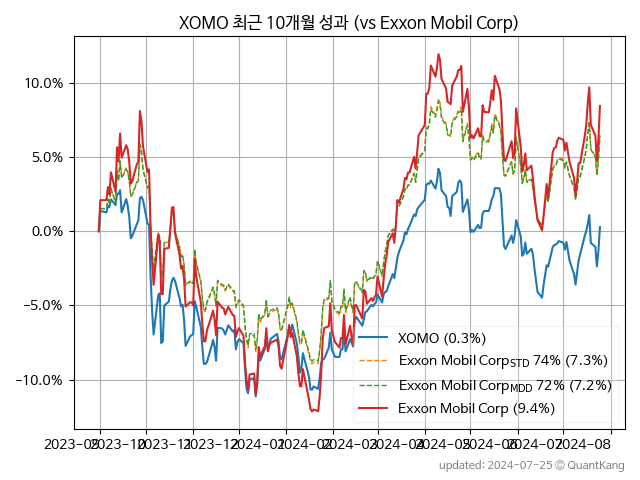 XOMO 최근 10개월 성과 (vs Exxon Mobil Corp)
10.0%
5.0%
0.0%
−5.0%
−10.0%
XOMO (0.3%)
Exxon Mobil CorpSTD 74% (7.3%)
Exxon Mobil CorpMDD 72% (7.2%)
Exxon Mobil Corp (9.4%)
2023-09 2023-10 2023-11 2023-12 2024-01 2024-02 2024-03 2024-04 2024-05 2024-06 2024-07 2024-08
updated: 2024-07-25 ⓒ QuantKang